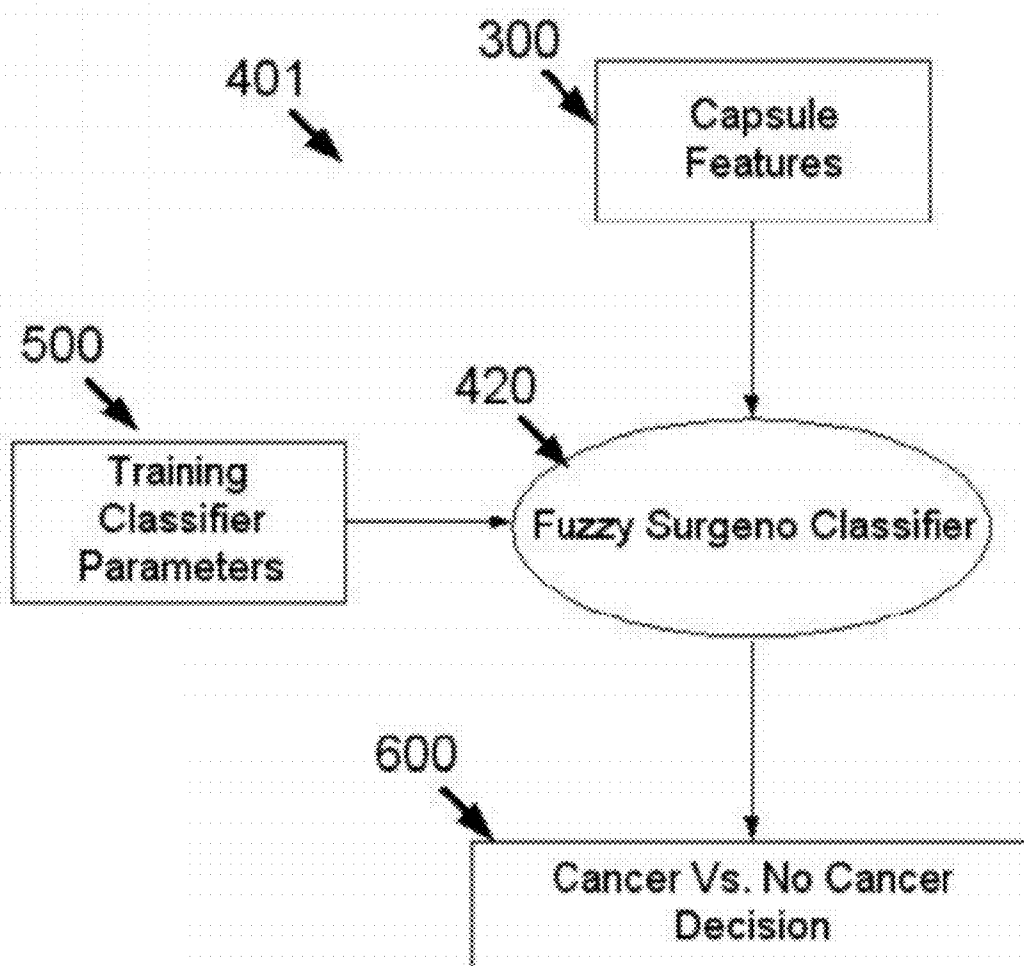 300
401
Capsule
Features
500
420
Training
Classifier
Parameters
Fuzzy Surgeno Classifier
600
Cancer Vs. No Cancer
Decision